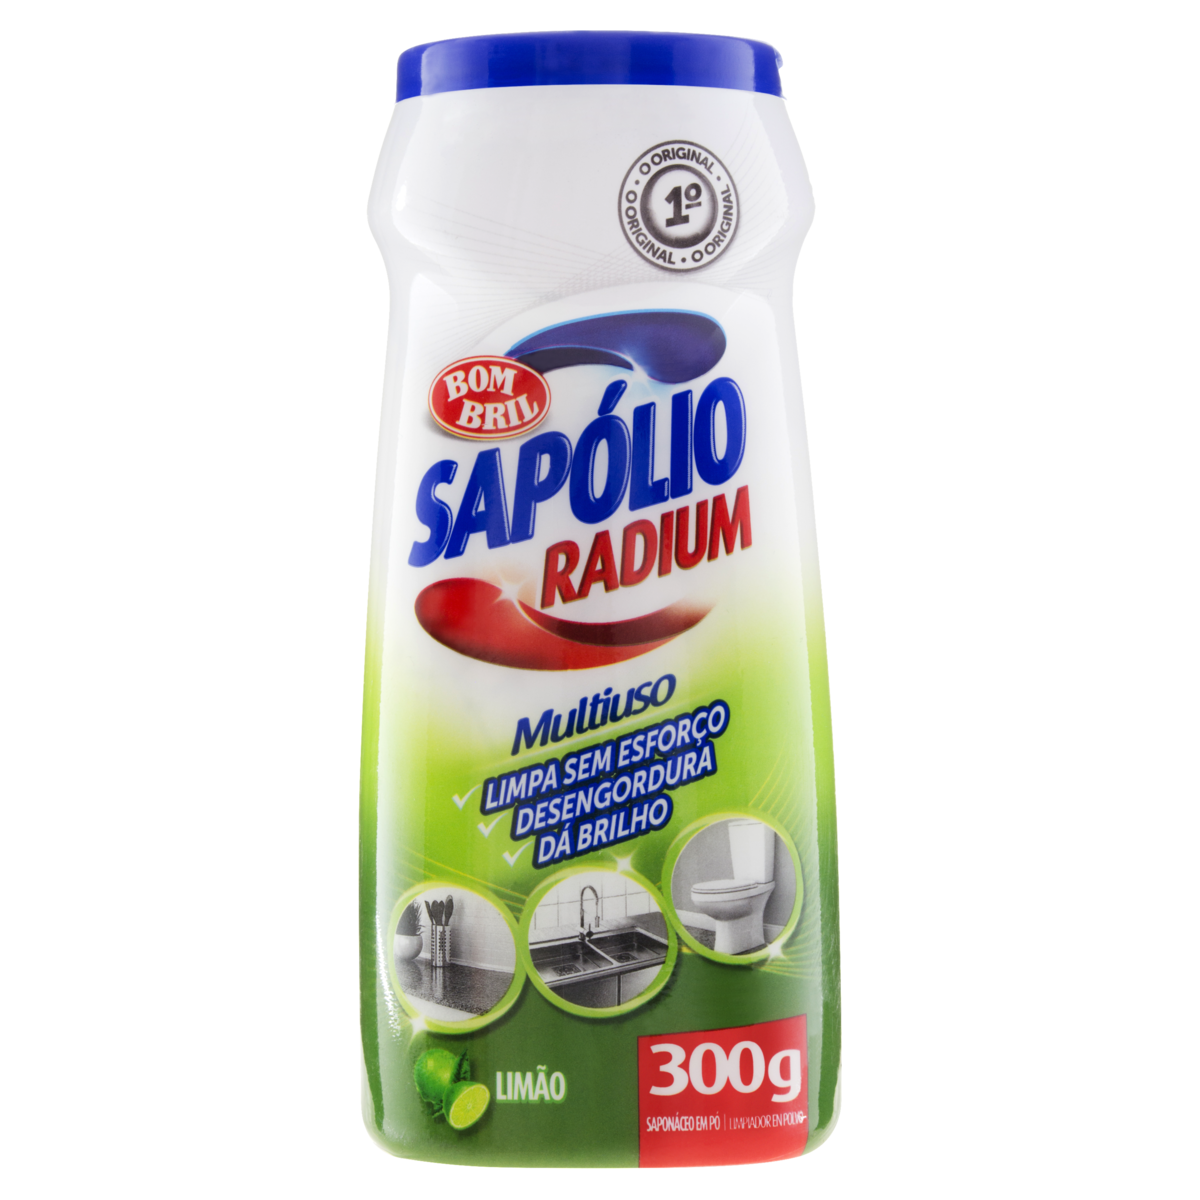 O ORIGINAL • O ORIGINAL • O ORIGINAL •
1º
BOM
BRIL
SAPÓLIO
RADIUM
Multiuso
LIMPA SEM ESFORÇO
DESENGORDURA
DÁ BRILHO
LIMÃO
300g
SAPONÁCEO EM PÓ | LIMPIADOR EN POLVO